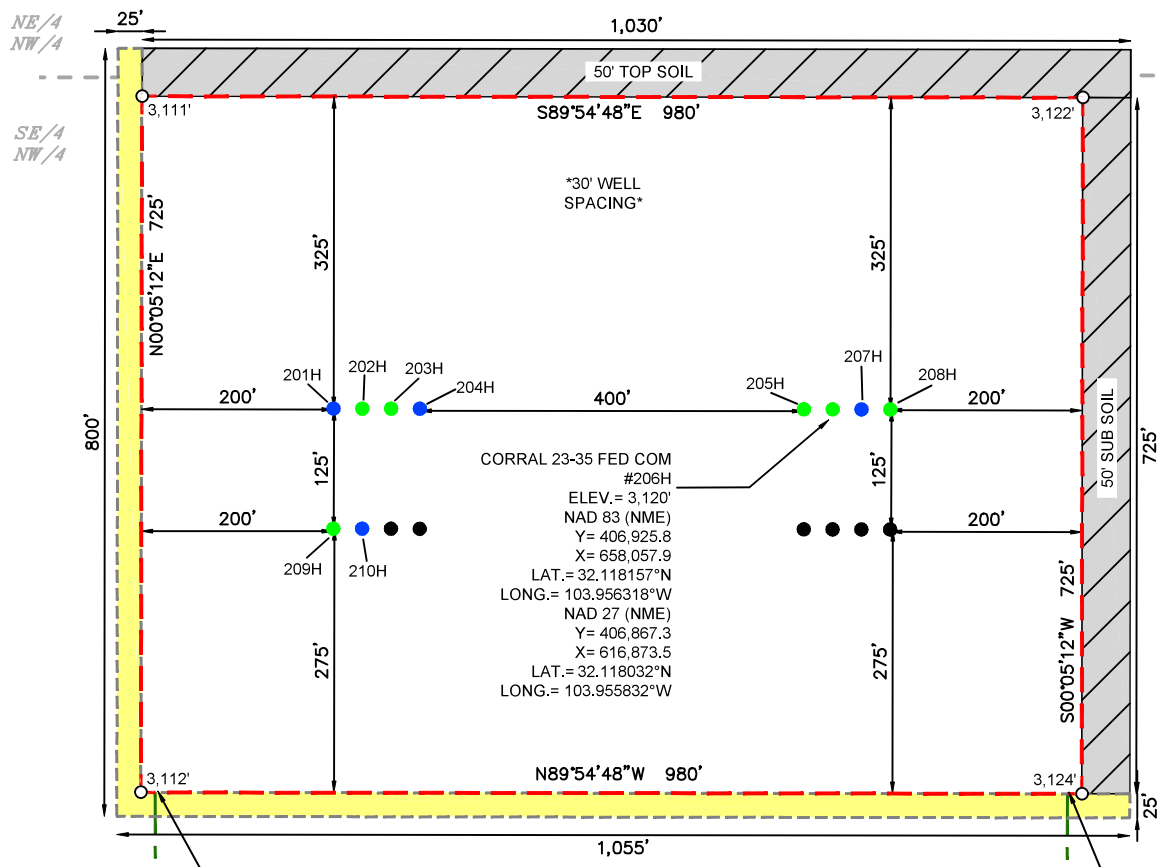 NE/4
NW/4
25'
1,030'
50' TOP SOIL
3,111'
S89°54'48"E 980'
3,122'
SE/4
NW/4
*30' WELL
SPACING*
N00°05'12"E 725'
325'
325'
201H
202H
203H
204H
205H
207H
208H
200'
400'
200'
800'
125'
125'
50' SUB SOIL
725'
CORRAL 23-35 FED COM
#206H
ELEV.= 3,120'
NAD 83 (NME)
Y= 406,925.8
X= 658,057.9
LAT.= 32.118157°N
LONG.= 103.956318°W
NAD 27 (NME)
Y= 406,867.3
X= 616,873.5
LAT.= 32.118032°N
LONG.= 103.955832°W
200'
200'
209H
210H
275'
275'
S00°05'12"W 725'
3,112'
N89°54'48"W 980'
3,124'
25'
1,055'